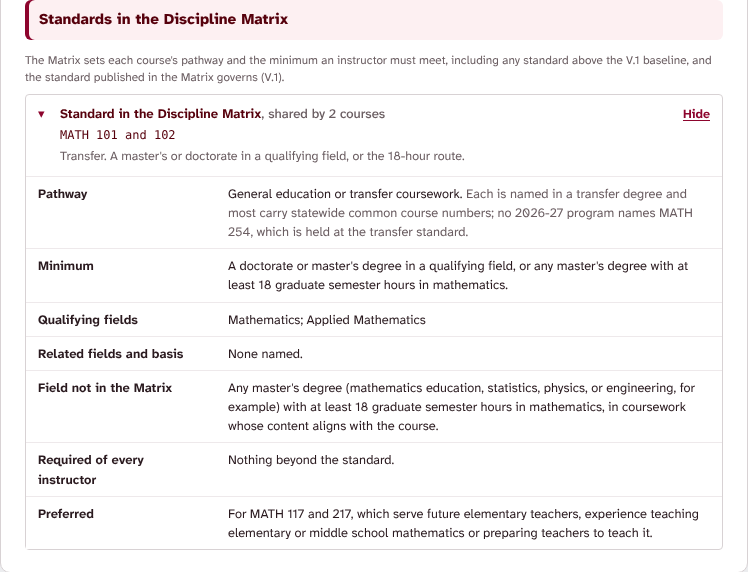 Standards in the Discipline Matrix
The Matrix sets each course's pathway and the minimum an instructor must meet, including any standard above the V.1 baseline, and
the standard published in the Matrix governs (V.1).
▼ Standard in the Discipline Matrix, shared by 2 courses Hide
MATH 101 and 102
Transfer. A master's or doctorate in a qualifying field, or the 18-hour route.
Pathway General education or transfer coursework. Each is named in a transfer degree and
most carry statewide common course numbers; no 2026-27 program names MATH
254, which is held at the transfer standard.
Minimum A doctorate or master's degree in a qualifying field, or any master's degree with at
least 18 graduate semester hours in mathematics.
Qualifying fields Mathematics; Applied Mathematics
Related fields and basis None named.
Field not in the Matrix Any master's degree (mathematics education, statistics, physics, or engineering, for
example) with at least 18 graduate semester hours in mathematics, in coursework
whose content aligns with the course.
Required of every Nothing beyond the standard.
instructor
Preferred For MATH 117 and 217, which serve future elementary teachers, experience teaching
elementary or middle school mathematics or preparing teachers to teach it.